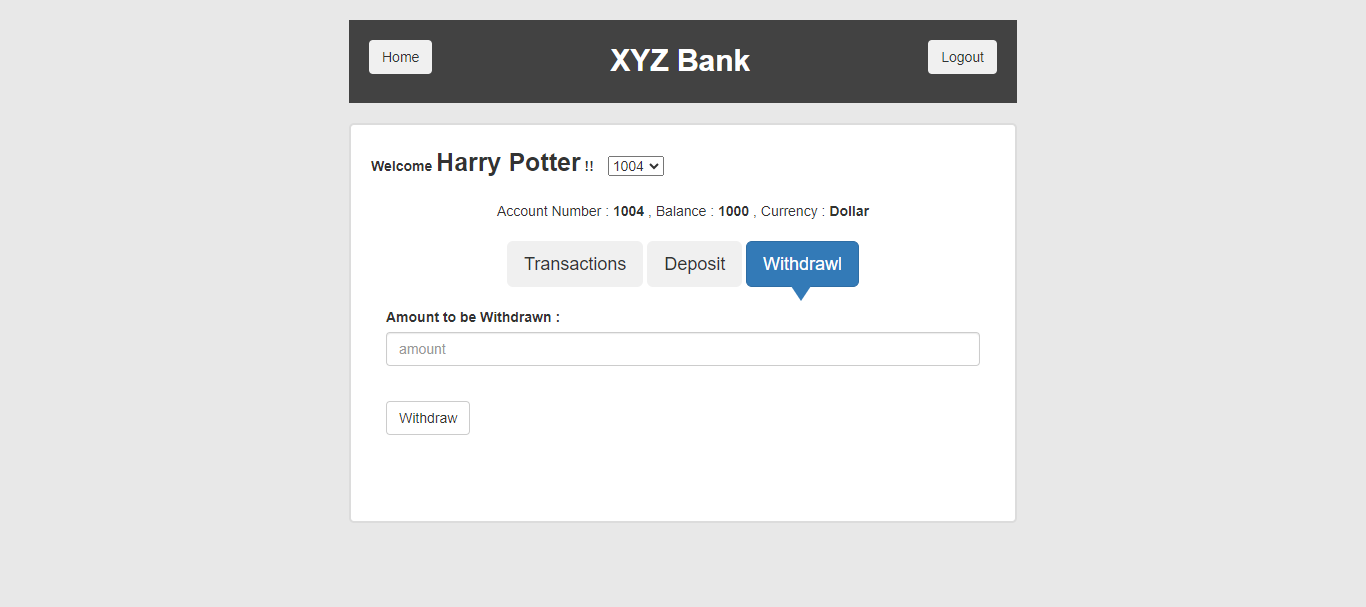 Home XYZ Bank Logout
Welcome Harry Potter !! 1004
Account Number : 1004 , Balance : 1000 , Currency : Dollar
Transactions Deposit Withdrawl
Amount to be Withdrawn :
amount
Withdraw